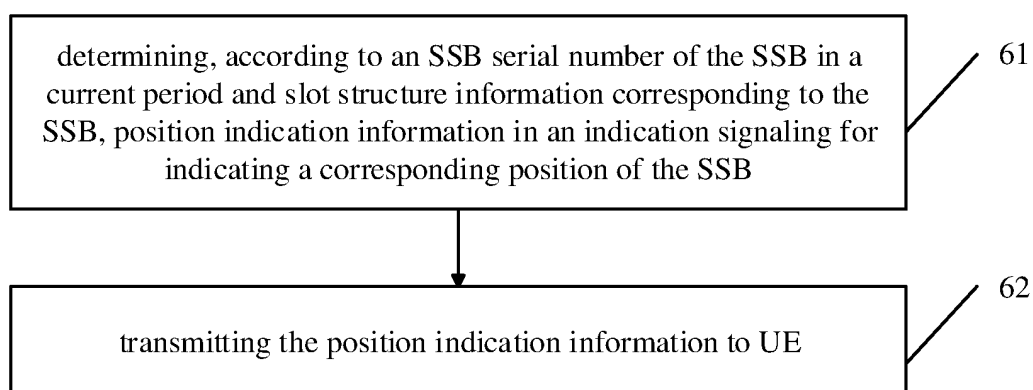 determining, according to an SSB serial number of the SSB in a
current period and slot structure information corresponding to the
SSB, position indication information in an indication signaling for
indicating a corresponding position of the SSB
61
transmitting the position indication information to UE
62